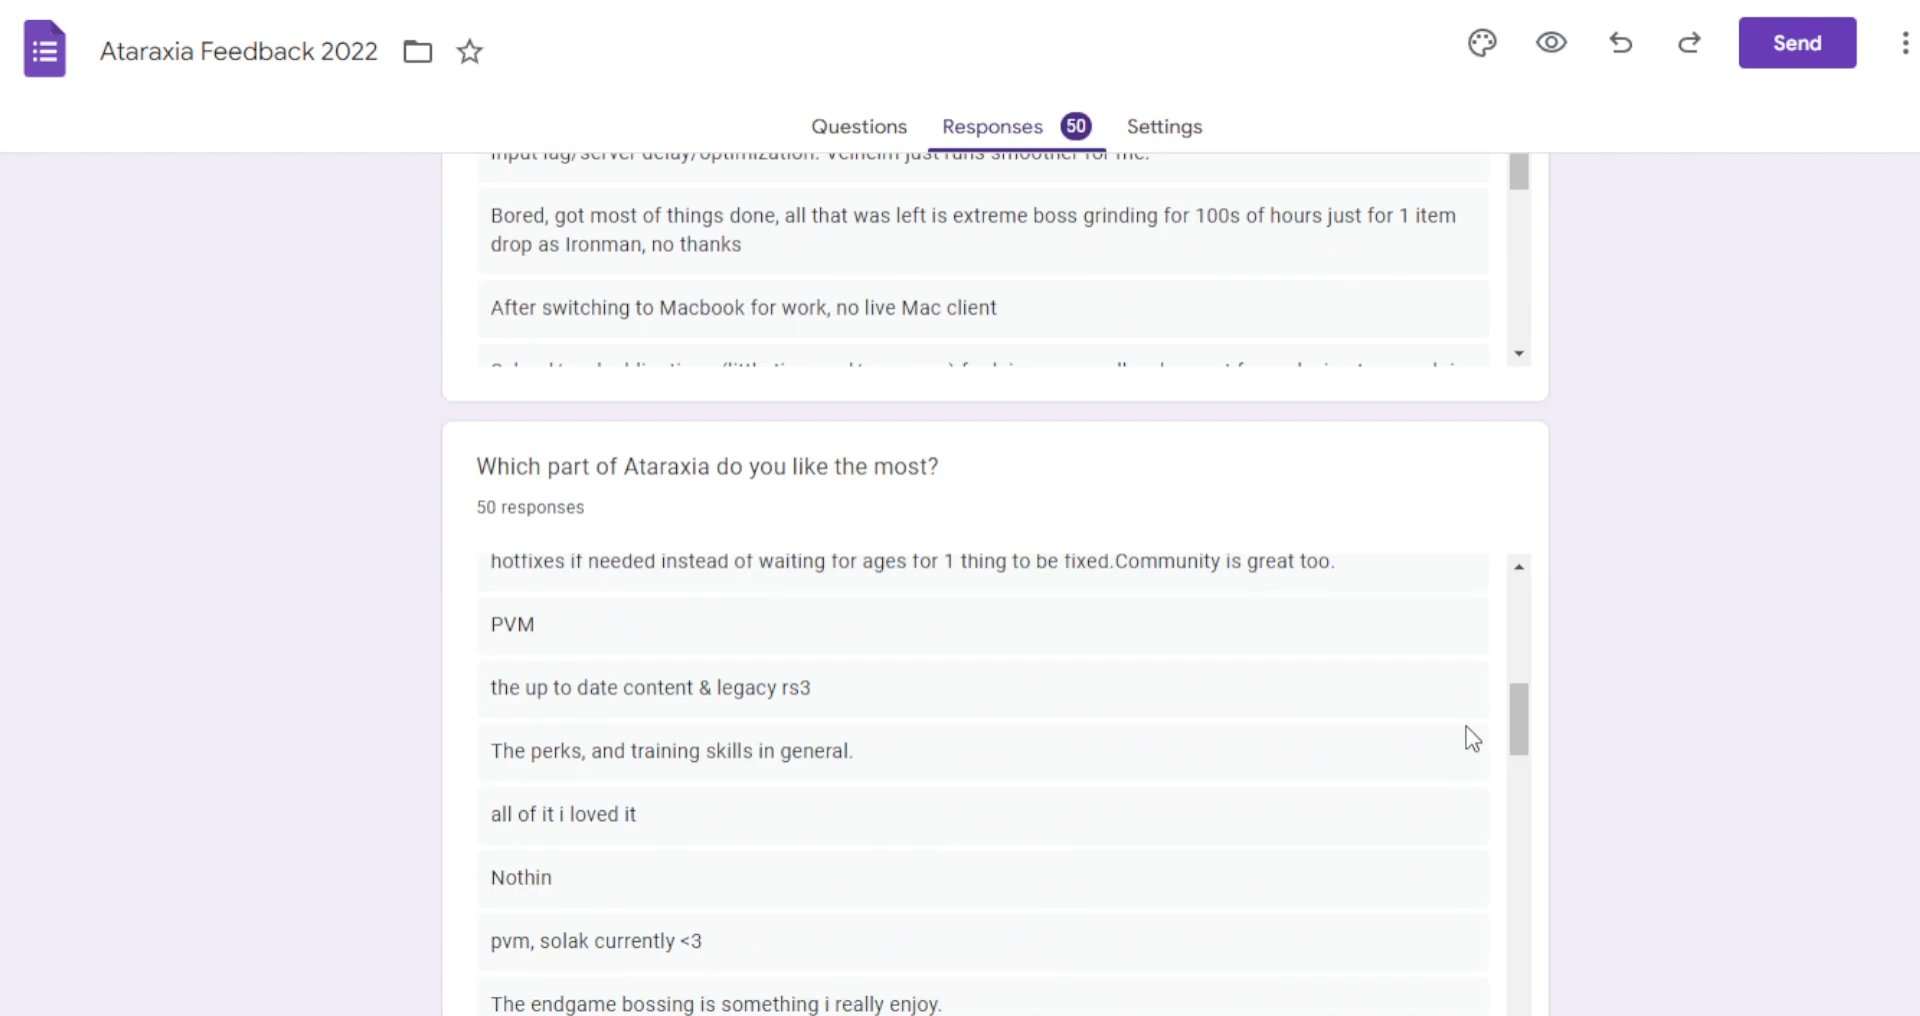 Ataraxia Feedback 2022
Send
Questions
Responses 50
Settings
input lag/server delay/optimization. Velheim just runs smoother for me.
Bored, got most of things done, all that was left is extreme boss grinding for 100s of hours just for 1 item
drop as Ironman, no thanks
After switching to Macbook for work, no live Mac client
Which part of Ataraxia do you like the most?
50 responses
hotfixes if needed instead of waiting for ages for 1 thing to be fixed.Community is great too.
PVM
the up to date content & legacy rs3
The perks, and training skills in general.
all of it i loved it
Nothin
pvm, solak currently <3
The endgame bossing is something i really enjoy.